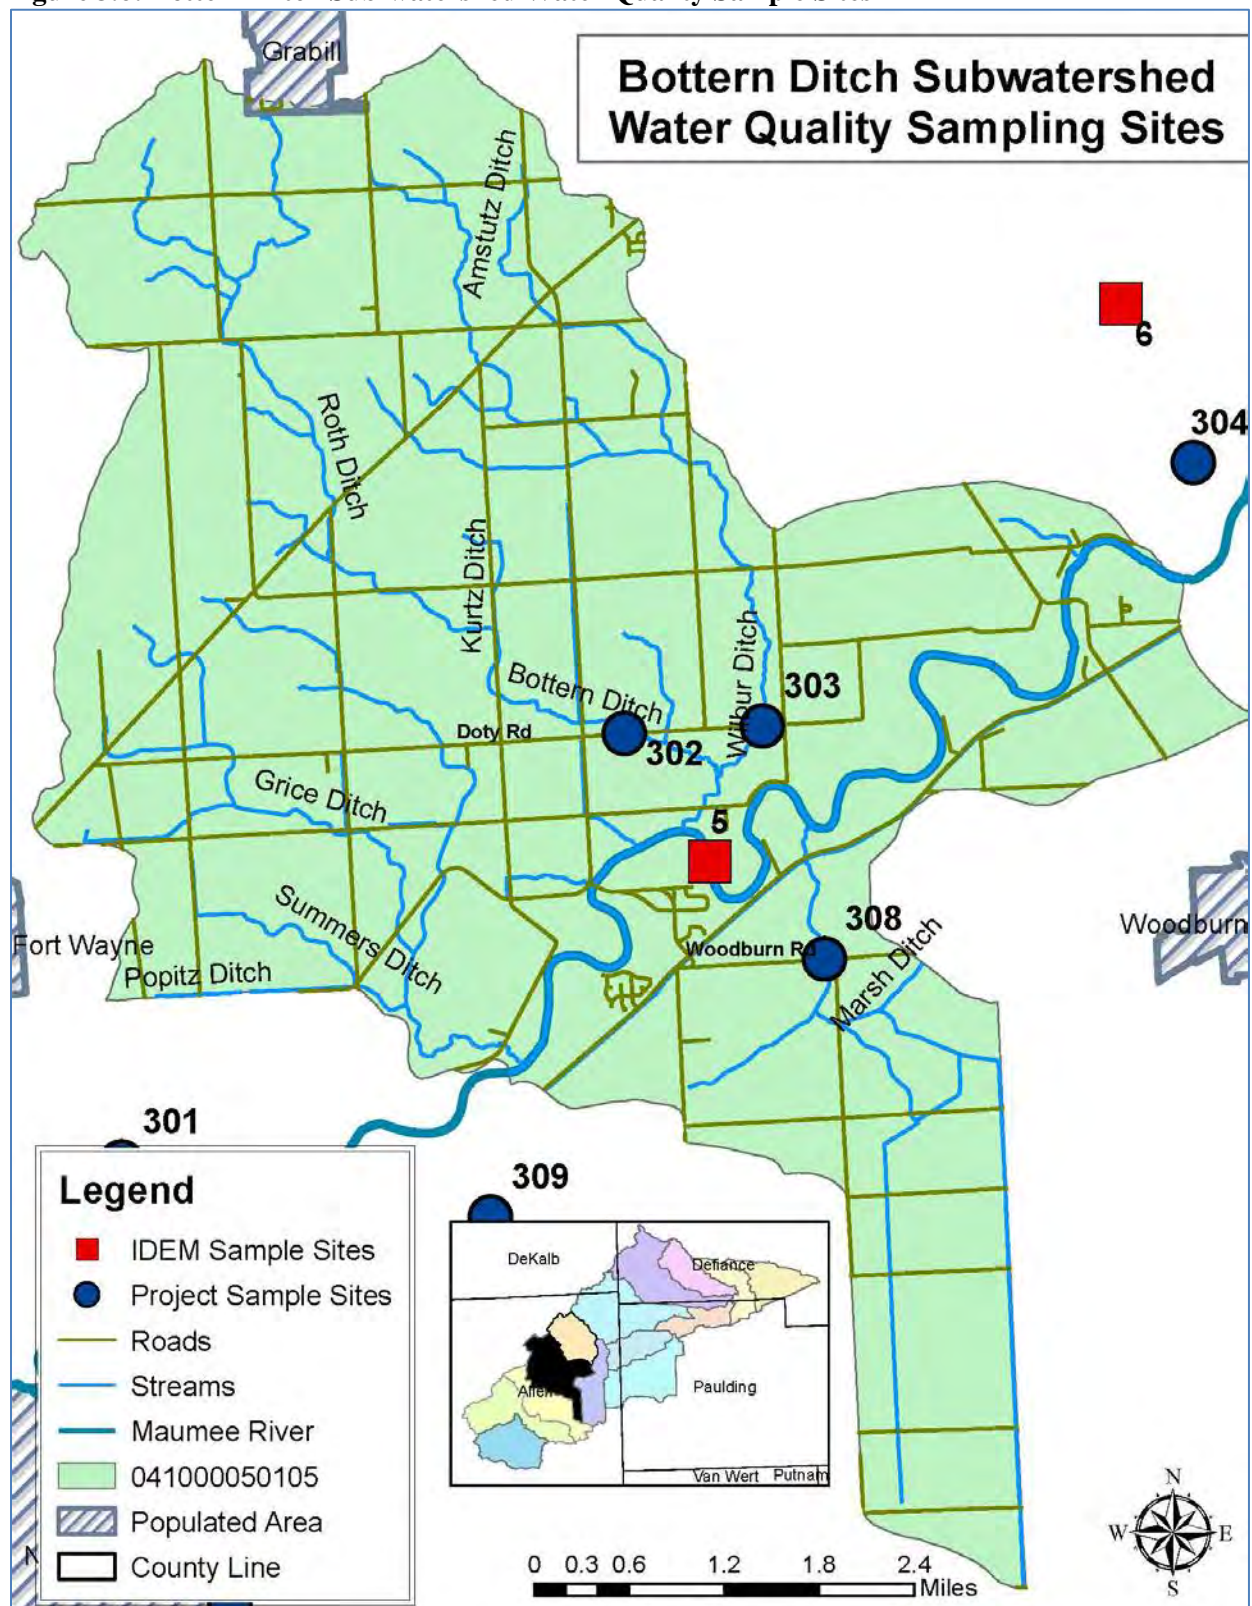 Grabill
Bottern Ditch Subwatershed
Water Quality Sampling Sites
Amstutz Ditch
6
304
Roth Ditch
Kurtz Ditch
Wilbur Ditch
Bottern Ditch
303
Doty Rd
302
Grice Ditch
5
Summers Ditch
308
Woodburn
Fort Wayne
Woodburn Rd
Marsh Ditch
Popitz Ditch
301
309
Legend
IDEM Sample Sites
Project Sample Sites
Roads
Streams
Maumee River
041000050105
Populated Area
County Line
DeKalb
Defiance
Allen
Paulding
Van Wert
Putnam
N
W
E
S
0 0.3 0.6 1.2 1.8 2.4
Miles